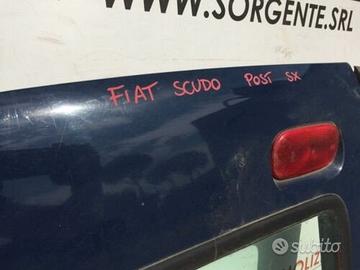 SORGENTE.SRL
WWW.
FIAT SCUDO POST SX
subito